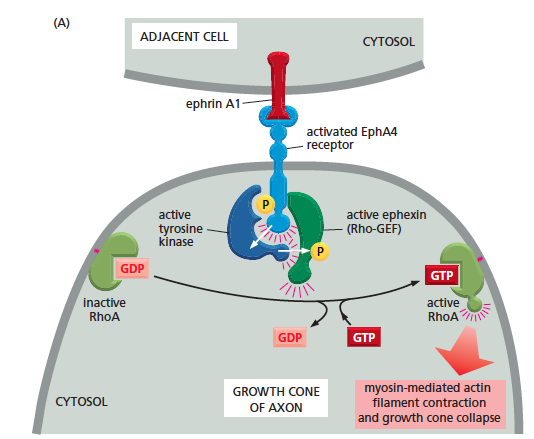 (A)
ADJACENT CELL
CYTOSOL
ephrin A1
activated EphA4
receptor
P
active
tyrosine
kinase
active ephexin
(Rho-GEF)
P
GDP
inactive
RhoA
GTP
active
RhoA
GDP
GTP
CYTOSOL
GROWTH CONE
OF AXON
myosin-mediated actin
filament contraction
and growth cone collapse